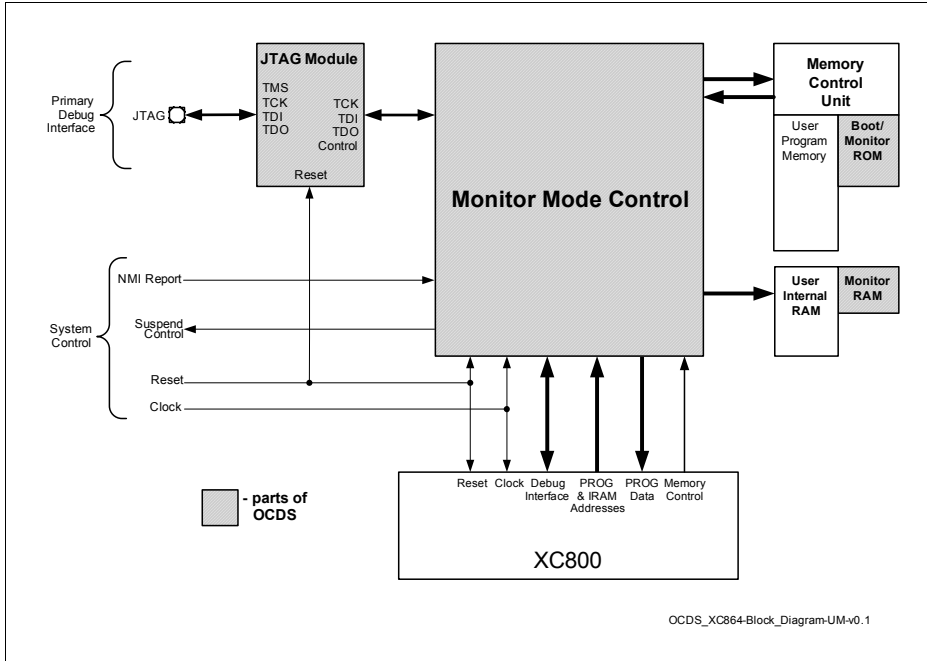 JTAG Module
TMS
TCK
TDI
TDO
TCK
TDI
TDO
Control
Reset
Primary
Debug
Interface
JTAG
Monitor Mode Control
Memory
Control
Unit
User
Program
Memory
Boot/
Monitor
ROM
User
Internal
RAM
Monitor
RAM
System
Control
NMI Report
Suspend
Control
Reset
Clock
- parts of
OCDS
Reset
Clock
Debug
Interface
PROG
& IRAM
Addresses
PROG
Data
Memory
Control
XC800
OCDS_XC864-Block_Diagram-UM-v0.1